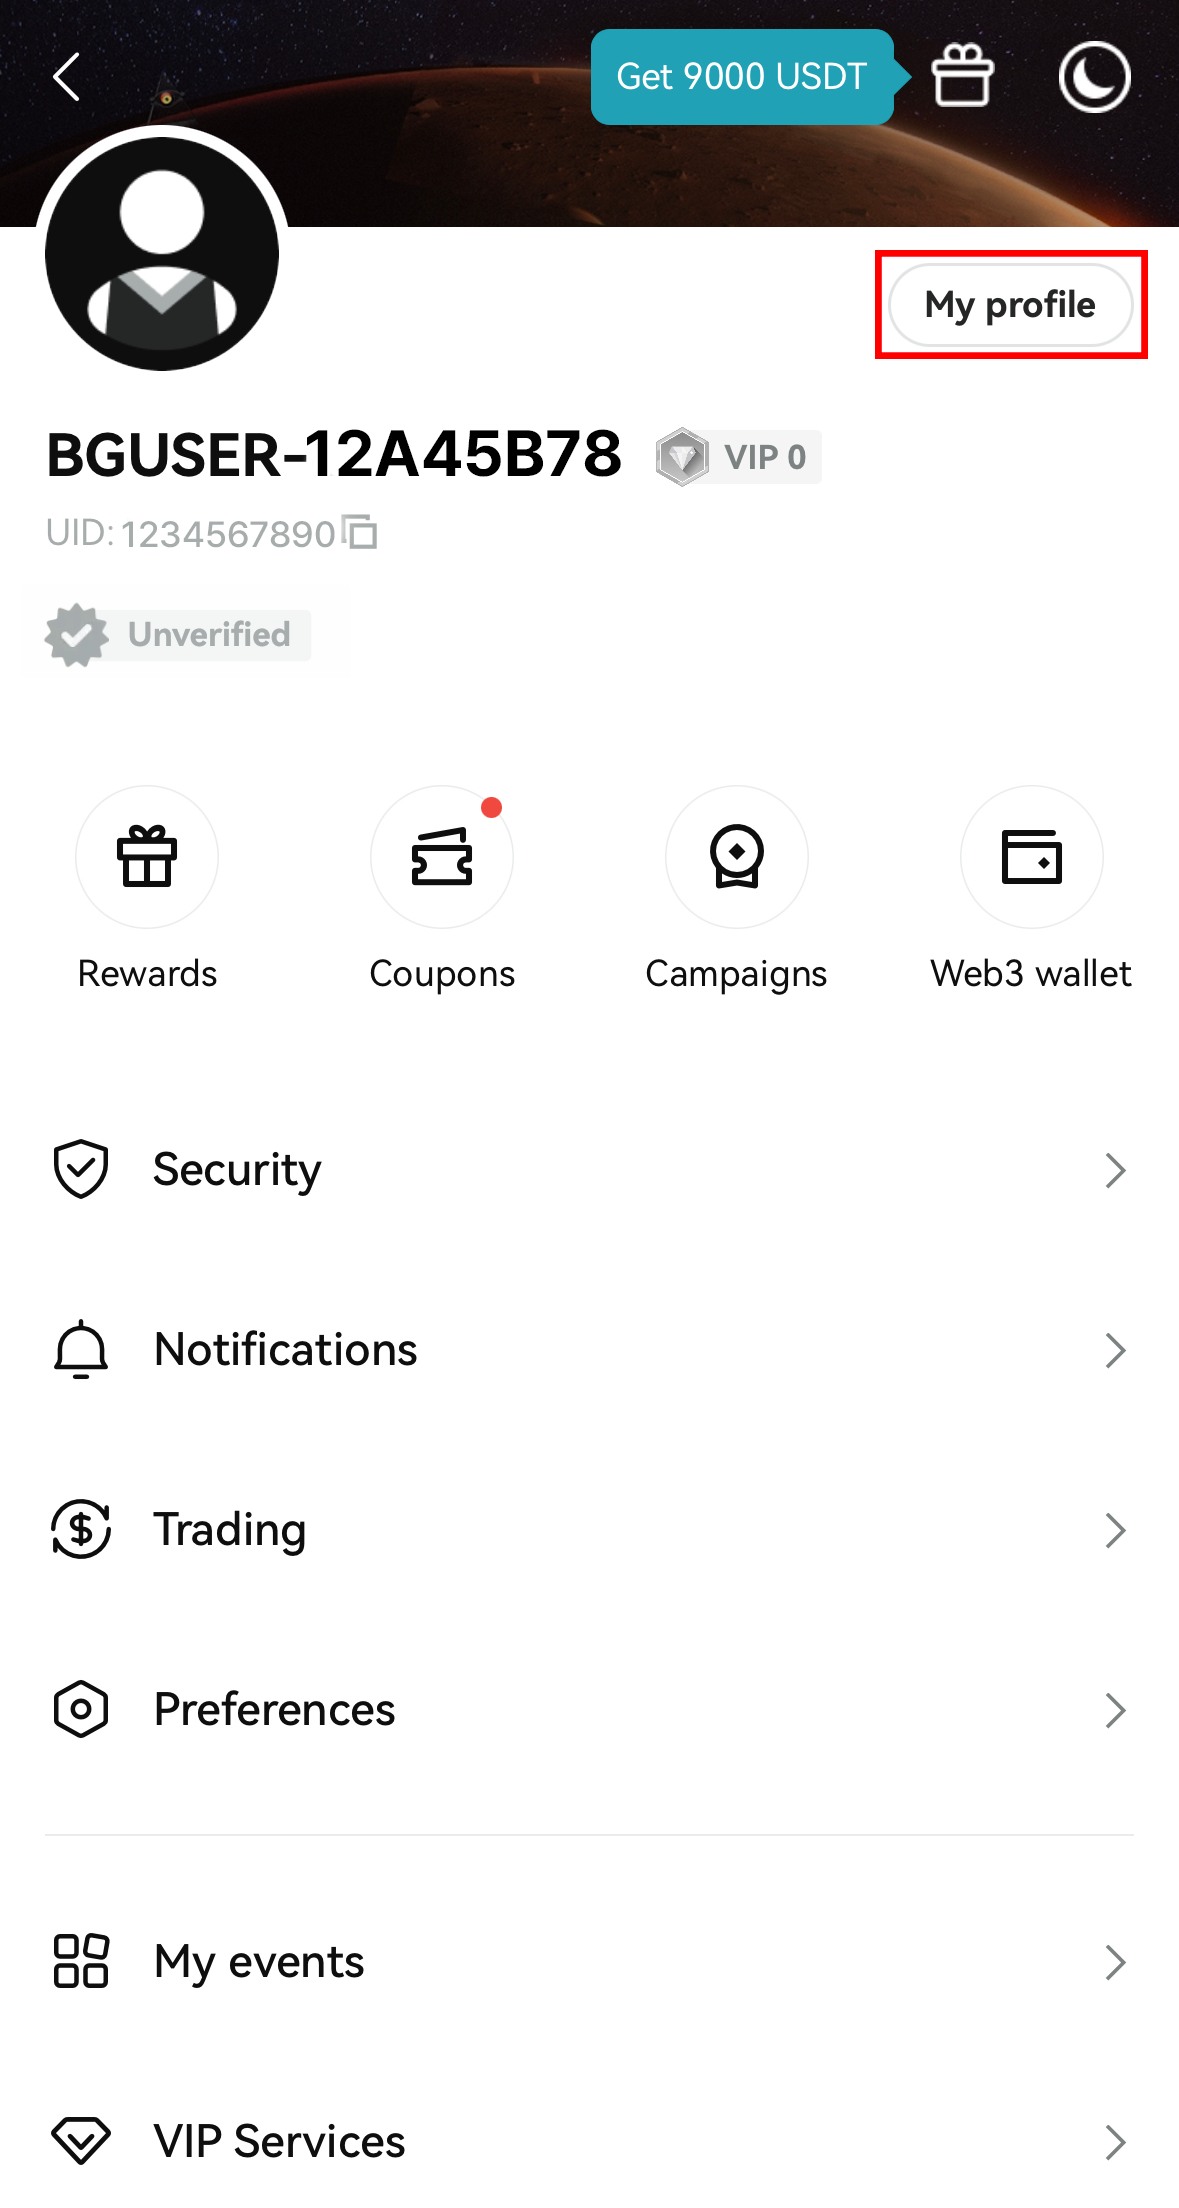 Get 9000 USDT
My profile
BGUSER-12A45B78 VIP 0
UID: 1234567890
Unverified
Rewards Coupons Campaigns Web3 wallet
Security
Notifications
Trading
Preferences
My events
VIP Services